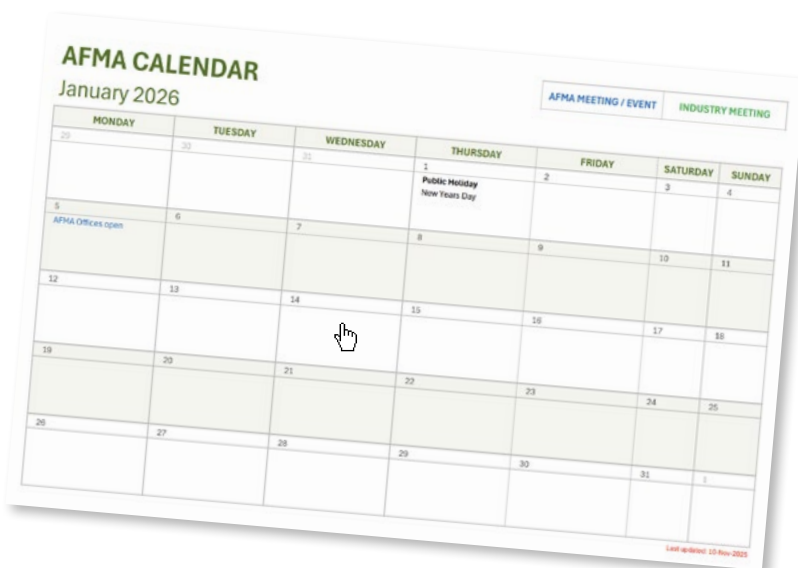 AFMA CALENDAR
January 2026
AFMA MEETING / EVENT INDUSTRY MEETING
MONDAY TUESDAY WEDNESDAY THURSDAY FRIDAY SATURDAY SUNDAY
29 30 31 1 2 3 4
Public Holiday
New Years Day
5 6 7 8 9 10 11
AFMA Offices open
12 13 14 15 16 17 18
19 20 21 22 23 24 25
26 27 28 29 30 31 1
Last updated: 10-Nov-2025